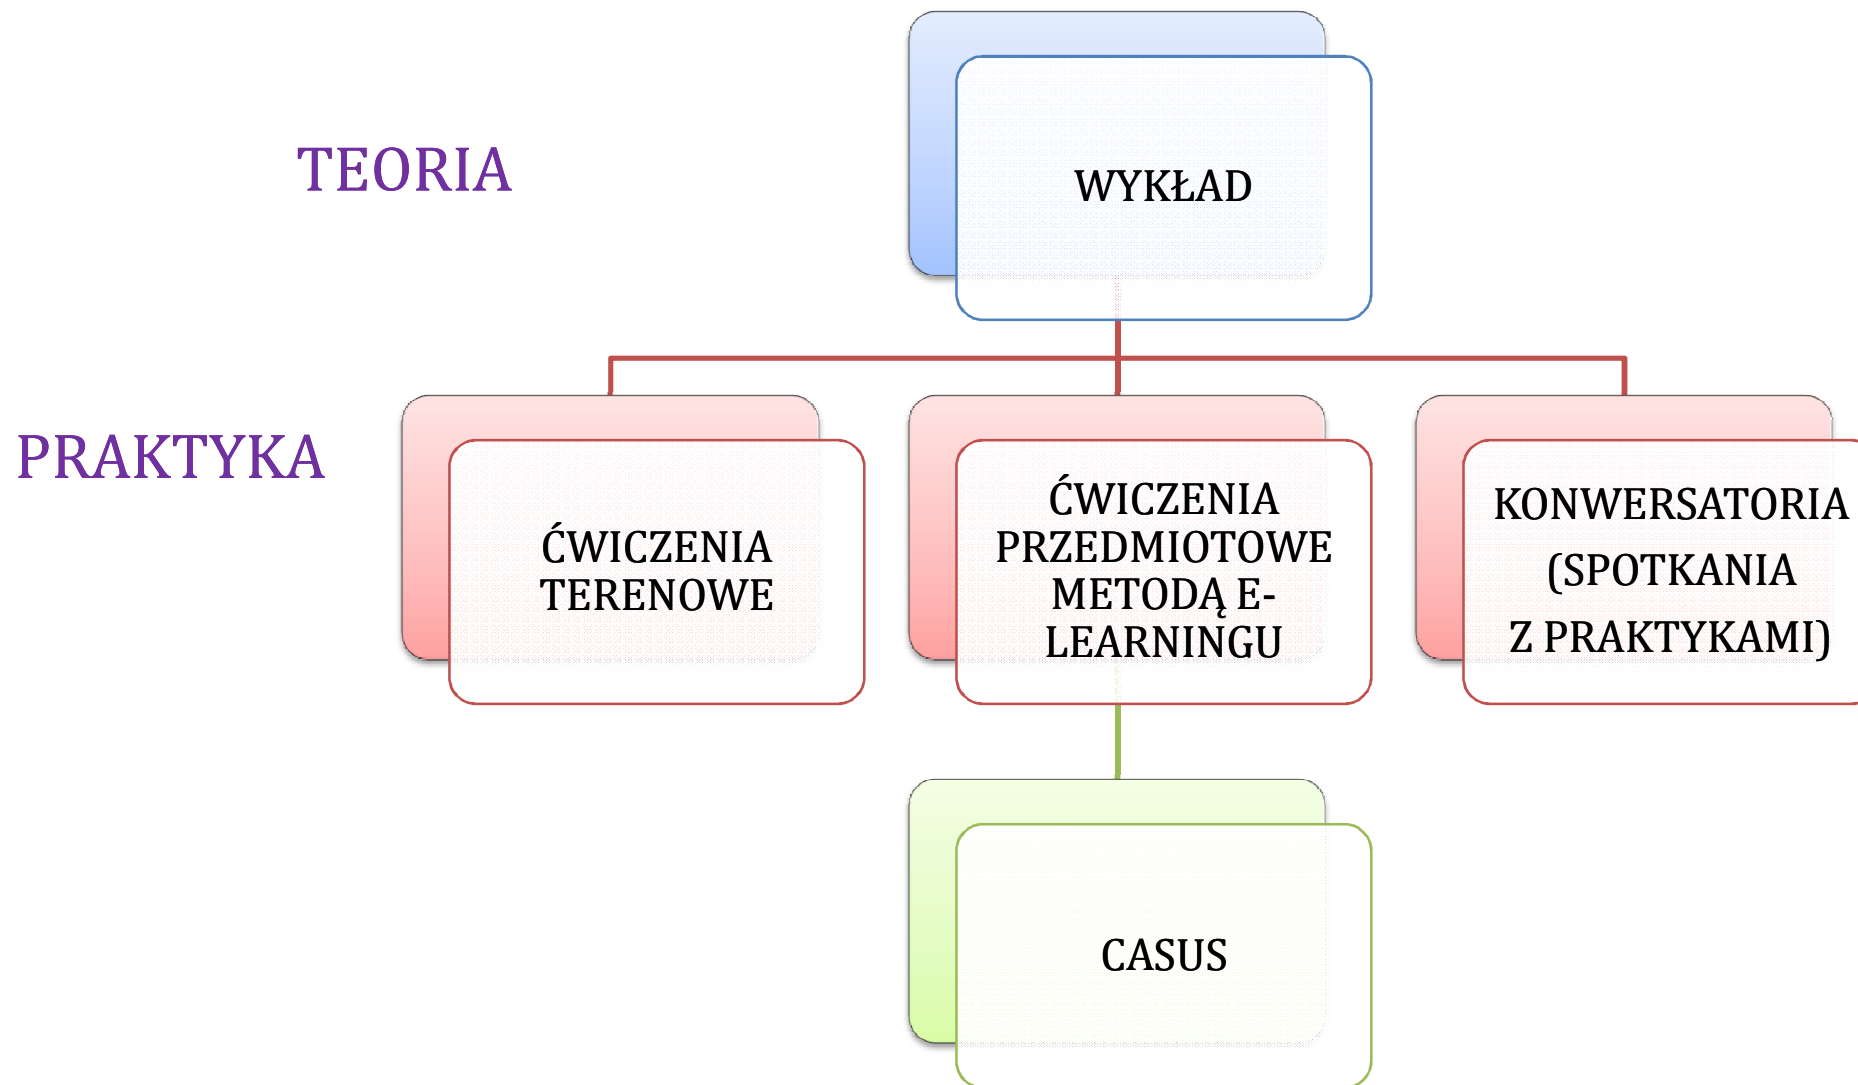 TEORIA
WYKŁAD
PRAKTYKA
ĆWICZENIA
TERENOWE
ĆWICZENIA
PRZEDMIOTOWE
METODĄ E-
LEARNINGU
KONWERSATORIA
(SPOTKANIA
Z PRAKTYKAMI)
CASUS